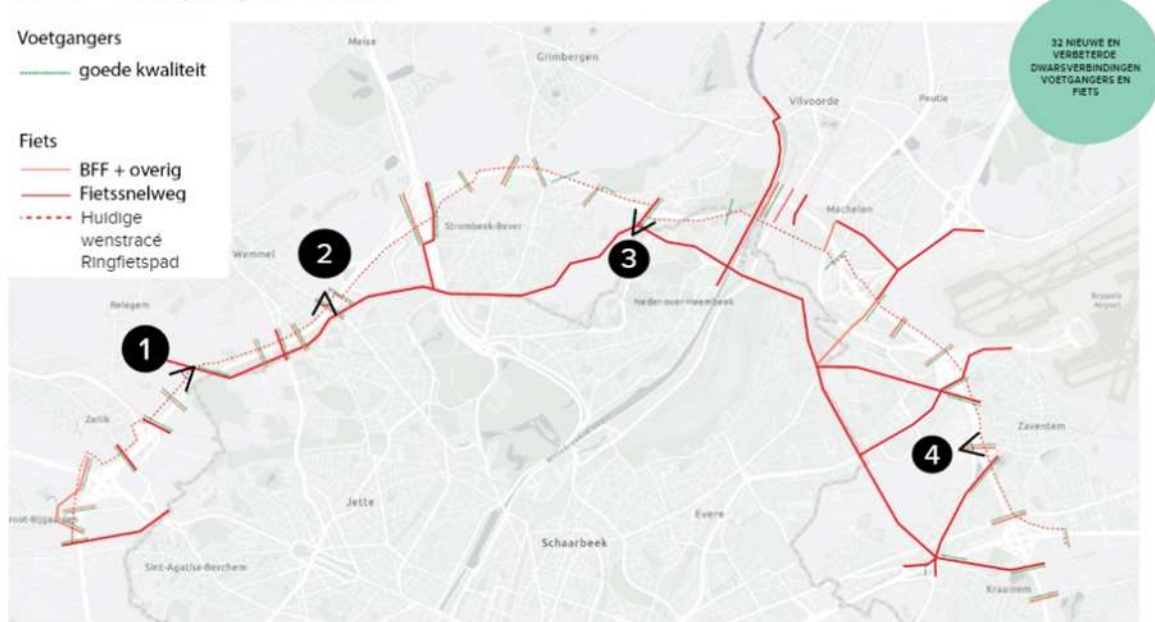 Voetgangers
goede kwaliteit
Fiets
BFF + overig
Fietssnelweg
Huidige
wenstracé
Ringfietspad
32 NIEUWE EN
VERBETERDE
DWARSVERBINDINGEN
VOETGANGERS EN
FIETS
Meise
Grimbergen
Vilvoorde
Peutie
Machelen
Strombeek-Bever
Wemmel
2
3
Neder-over-Heembeek
Relegem
Brussels
Airport
1
Zellik
Zaventem
4
Jette
Evere
Schaarbeek
Sint-Agatha-Berchem
Kraainem